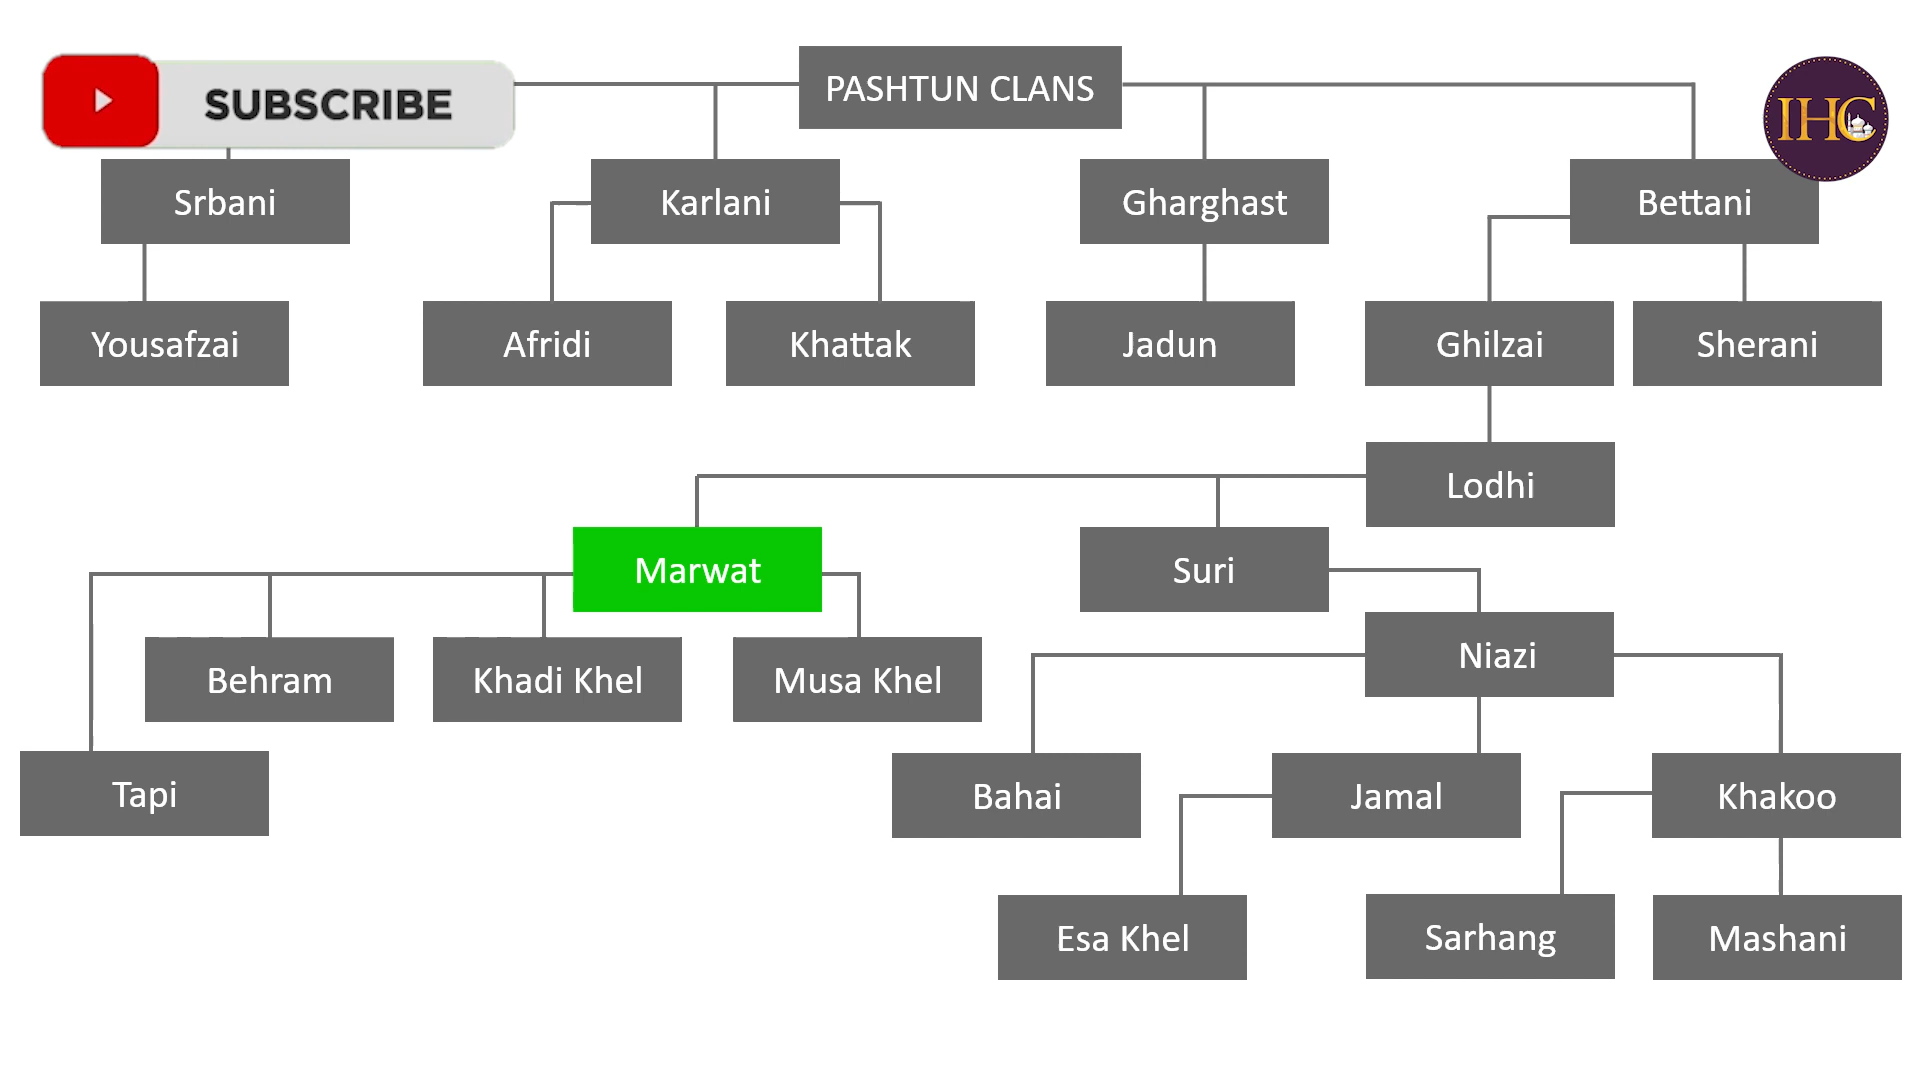 PASHTUN CLANS
SUBSCRIBE
IHC
Srbani
Karlani
Gharghast
Bettani
Yousafzai
Afridi
Khattak
Jadun
Ghilzai
Sherani
Lodhi
Marwat
Suri
Niazi
Behram
Khadi Khel
Musa Khel
Tapi
Bahai
Jamal
Khakoo
Esa Khel
Sarhang
Mashani